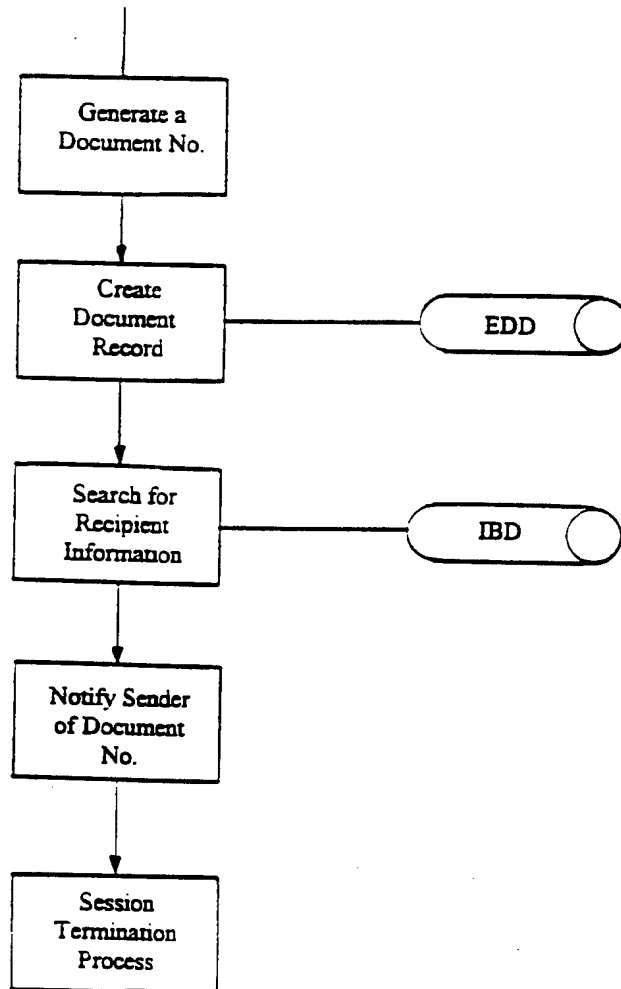 Generate a
Document No.
Create
Document
Record
EDD
Search for
Recipient
Information
IBD
Notify Sender
of Document
No.
Session
Termination
Process